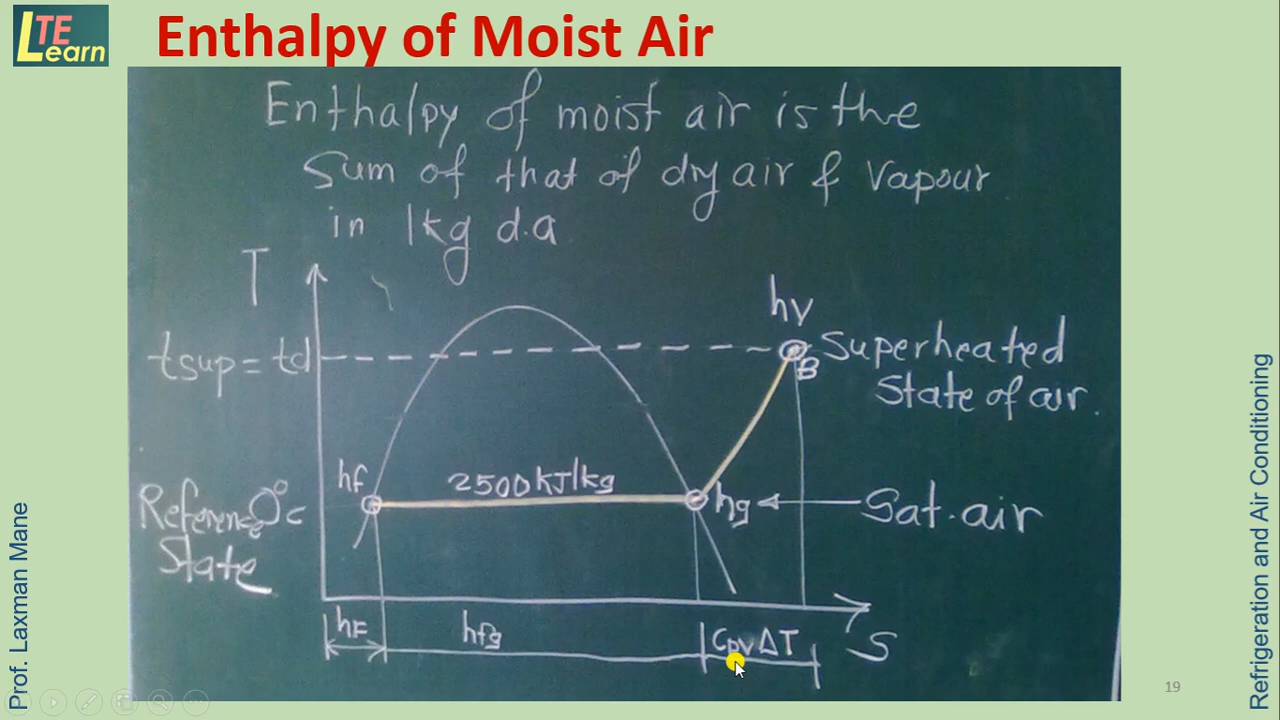 LTE Learn
Enthalpy of Moist Air
Enthalpy of moist air is the
Sum of that of dry air & vapour
in 1kg d.a
T
hv
tsup = td
B
Superheated
State of air.
hf
2500 kJ/kg
hg
Sat. air
Reference 0°c
State
hF
hfg
CpvΔT
S
Prof. Laxman Mane
Refrigeration and Air Conditioning
19